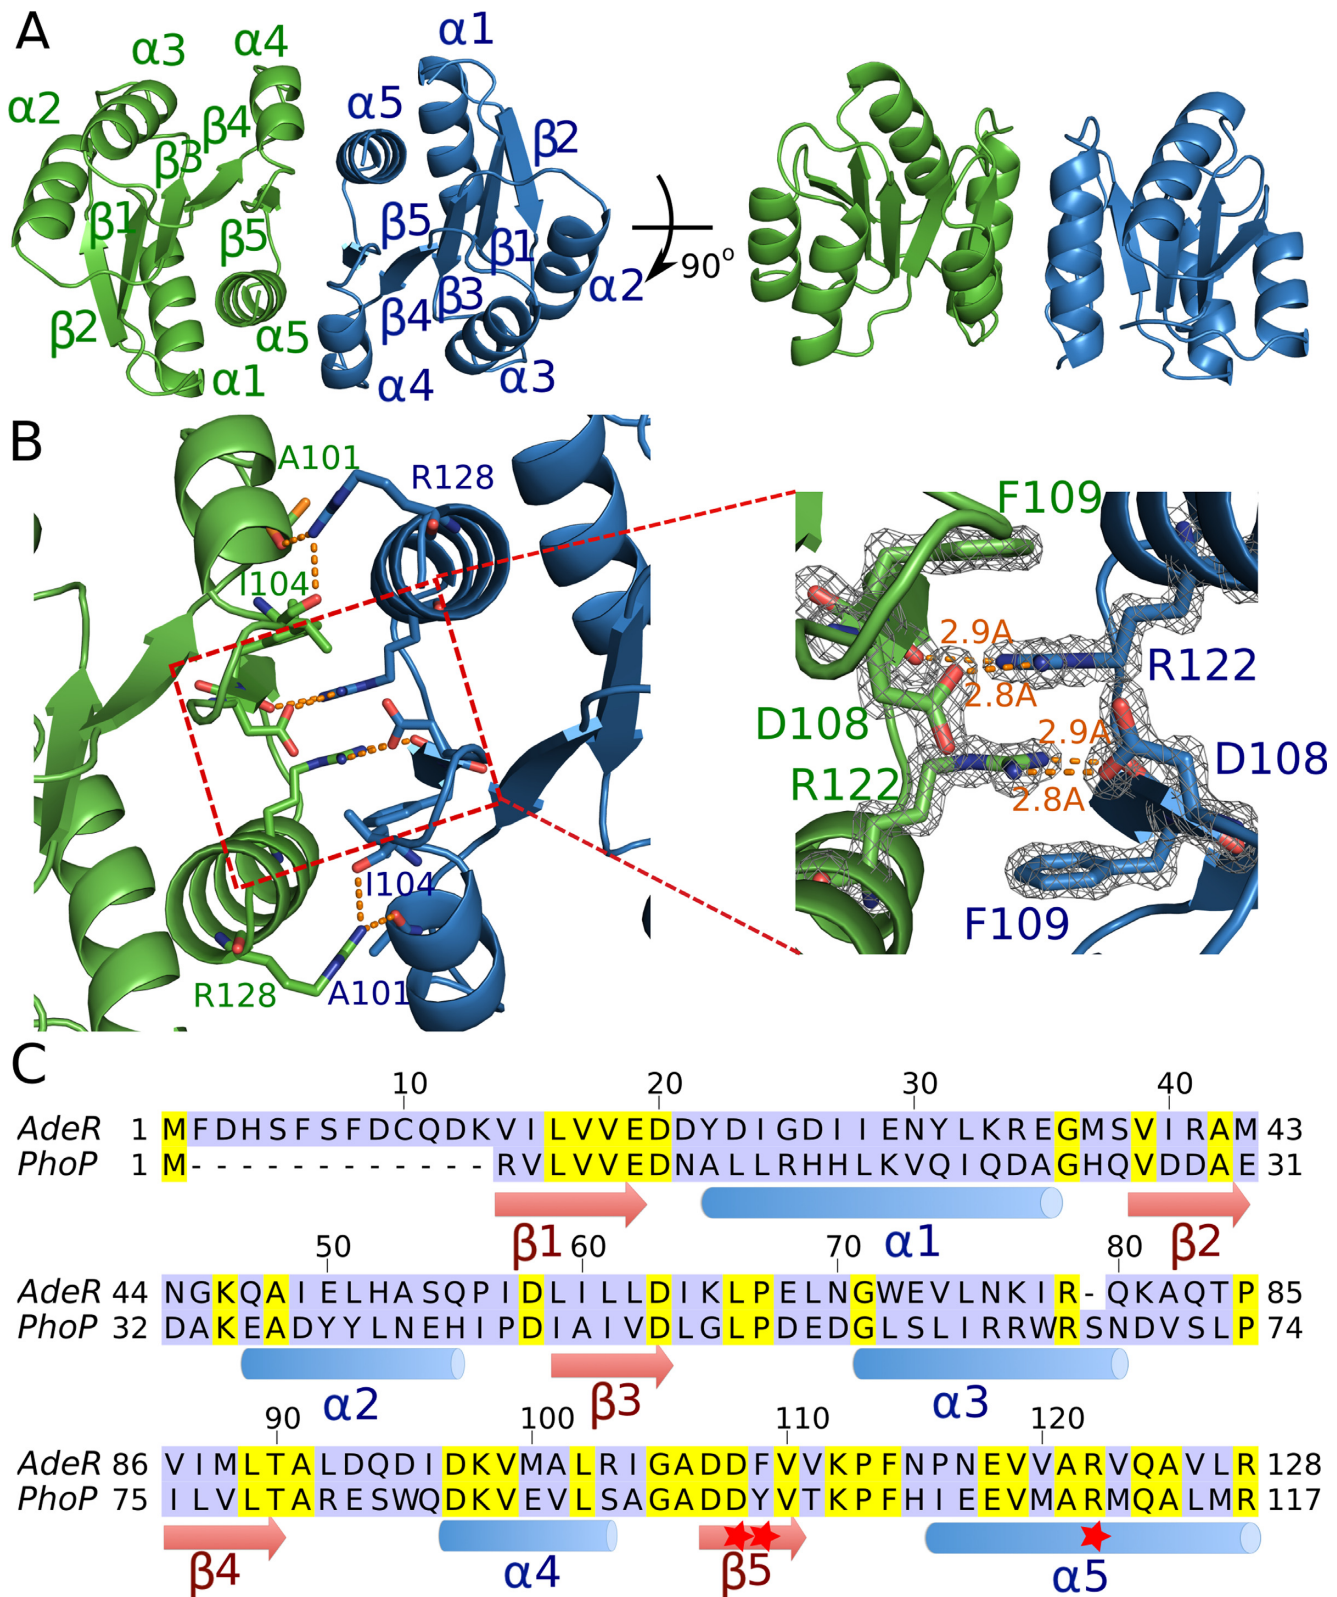 A
α1
α4
α3
α2
α5
β4
β2
β3
β1
β5
β5
β1
α2
β3
β2
β4
α5
α3
α1
α4
90°
B
A101
R128
I104
I104
R128
A101
F109
2.9A
R122
2.8A
D108
2.9A
D108
R122
2.8A
F109
C
10 20 30 40
AdeR 1 MFDHSFSFDCQDKVILVVEDDYDIGDIIENYLKREGMSVIRAM 43
PhoP 1 M------------RVLVVEDNALLRHHLKVQIQDAGHQVDDAE 31
β1 α1 β2
50 60 70 80
AdeR 44 NGKQAIELHASQPIDLILLDIKLPELNGWEVLNKIR-QKAQTP 85
PhoP 32 DAKEADYYLNEHIPDIAIVDLGLPDEDGLSLIRRWRSNDVSLP 74
α2 β3 α3
90 100 110 120
AdeR 86 VIMLTALDQDIDKVMALRIGADDFVVKPFNPNEVVARVQAVLR 128
PhoP 75 ILVLTARESWQDKVEVLSAGADDYVTKPFHIEEVMARMQALMR 117
β4 α4 β5 α5